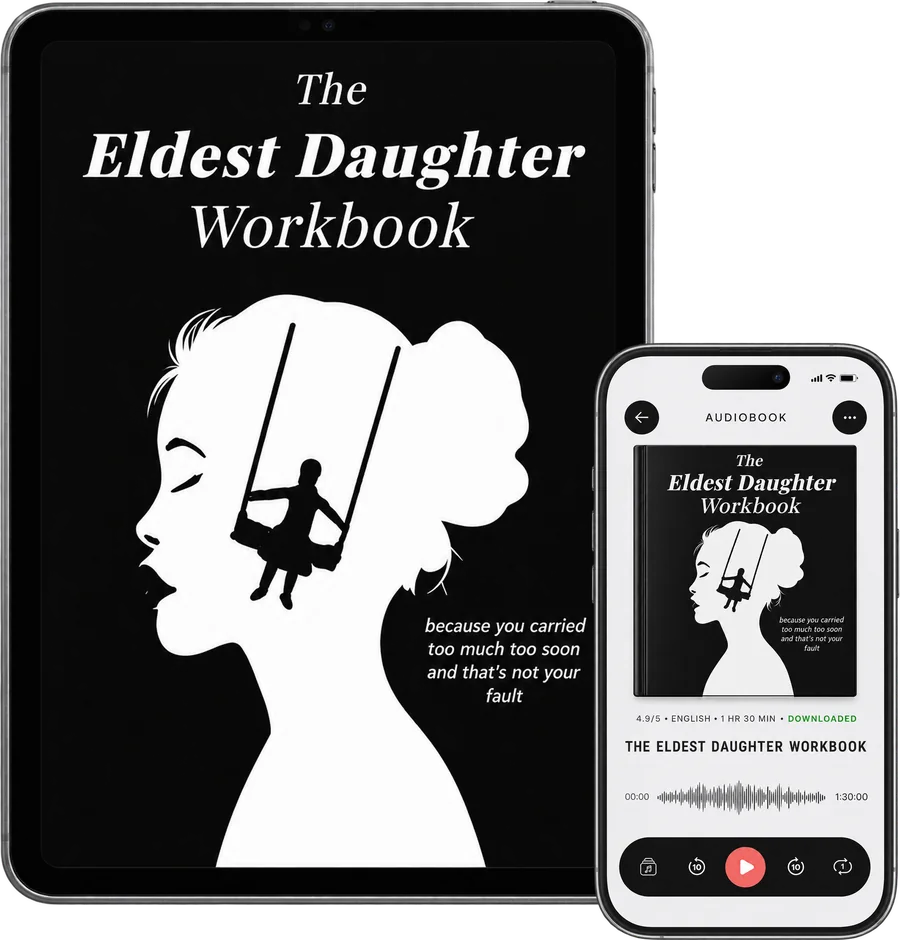 The
Eldest Daughter
Workbook
because you carried
too much too soon
and that's not your
fault
AUDIOBOOK
The
Eldest Daughter
Workbook
because you carried
too much too soon
and that's not your
fault
4.9/5 • ENGLISH • 1 HR 30 MIN • DOWNLOADED
THE ELDEST DAUGHTER WORKBOOK
00:00 1:30:00
10 10 1